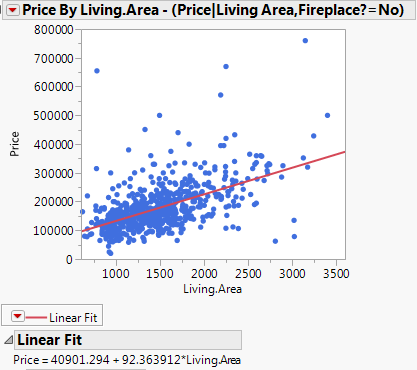 Price By Living.Area - (Price|Living Area,Fireplace?=No)
800000
700000
600000
500000
400000
300000
200000
100000
0
Price
1000 1500 2000 2500 3000 3500
Living.Area
Linear Fit
Linear Fit
Price = 40901.294 + 92.363912*Living.Area